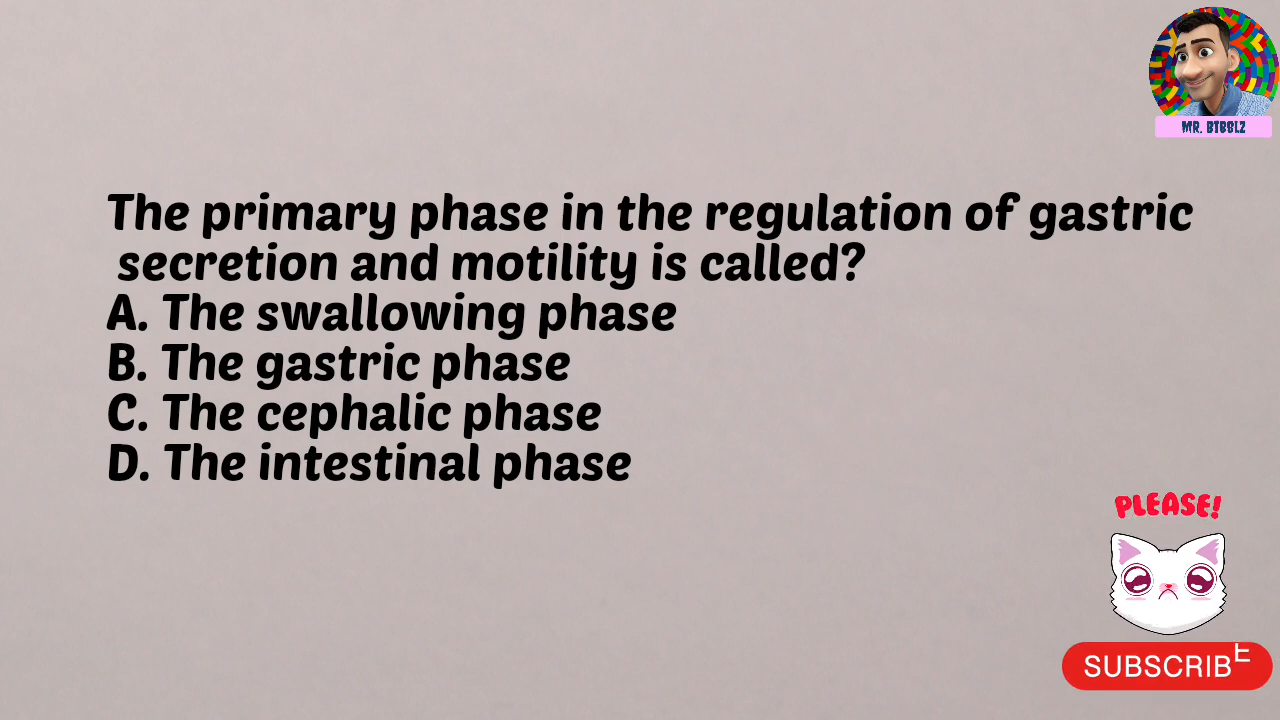 MR. BIBBLZ
The primary phase in the regulation of gastric
secretion and motility is called?
A. The swallowing phase
B. The gastric phase
C. The cephalic phase
D. The intestinal phase
PLEASE!
SUBSCRIBE